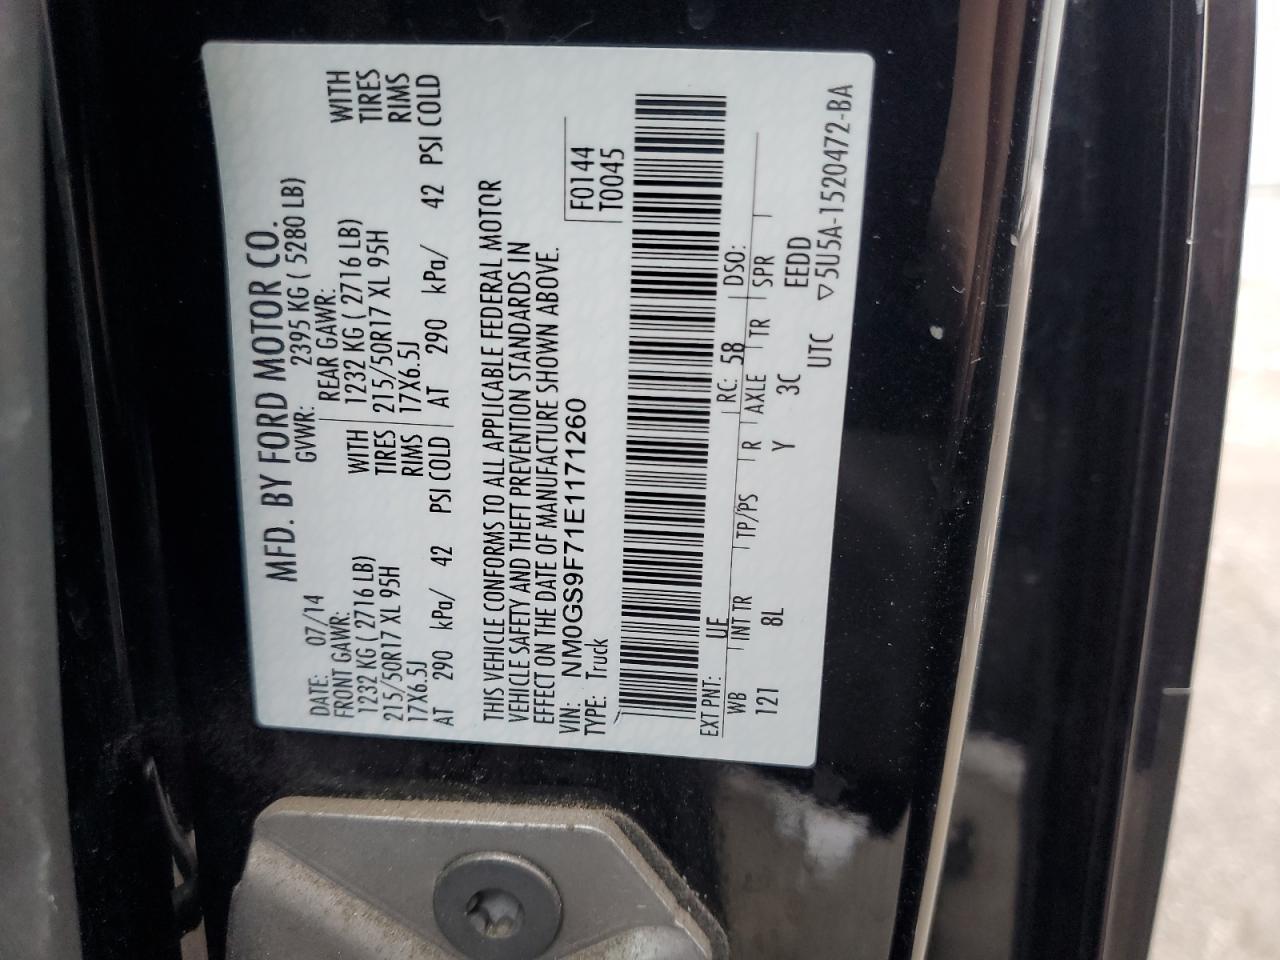 MFD. BY FORD MOTOR CO.
DATE: 07/14 GVWR: 2395 KG ( 5280 LB)
FRONT GAWR: REAR GAWR:
1232 KG ( 2716 LB) WITH 1232 KG ( 2716 LB) WITH
215/50R17 XL 95H TIRES 215/50R17 XL 95H TIRES
17X6.5J RIMS 17X6.5J RIMS
AT 290 kPa/ 42 PSI COLD AT 290 kPa/ 42 PSI COLD
THIS VEHICLE CONFORMS TO ALL APPLICABLE FEDERAL MOTOR
VEHICLE SAFETY AND THEFT PREVENTION STANDARDS IN
EFFECT ON THE DATE OF MANUFACTURE SHOWN ABOVE.
VIN: NM0GS9F71E1171260 F0144
TYPE: Truck T0045
EXT PNT: UE RC: 58 DSO:
WB INT TR TP/PS R AXLE TR SPR
121 8L Y 3C EEDD
UTC ▽5U5A-1520472-BA